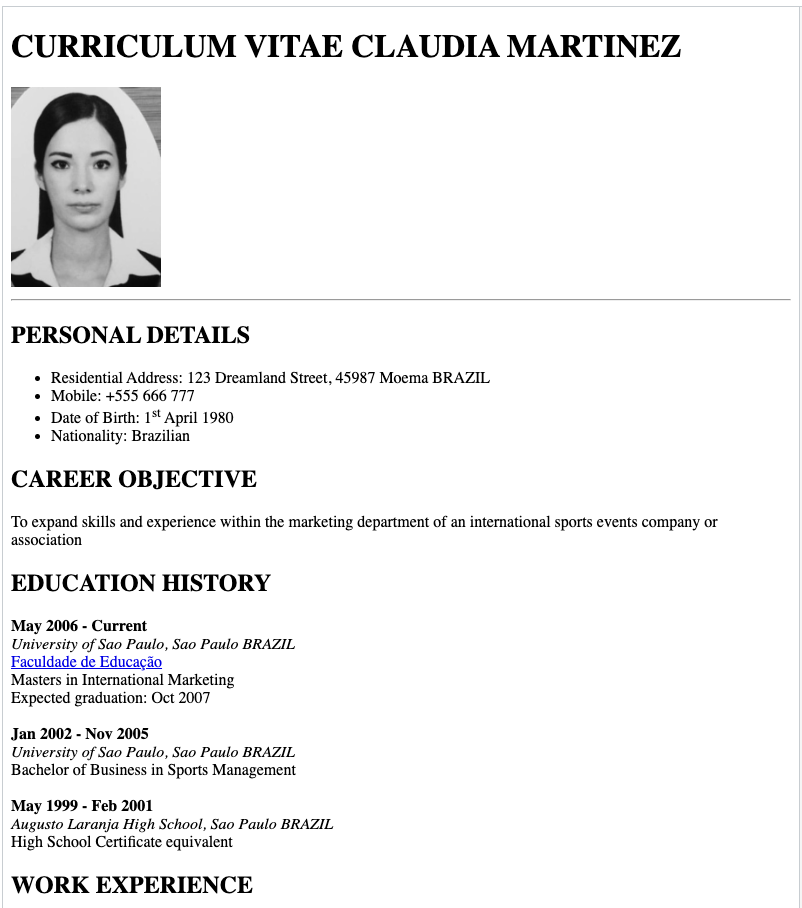 CURRICULUM VITAE CLAUDIA MARTINEZ
PERSONAL DETAILS
• Residential Address: 123 Dreamland Street, 45987 Moema BRAZIL
• Mobile: +555 666 777
• Date of Birth: 1st April 1980
• Nationality: Brazilian
CAREER OBJECTIVE
To expand skills and experience within the marketing department of an international sports events company or
association
EDUCATION HISTORY
May 2006 - Current
University of Sao Paulo, Sao Paulo BRAZIL
Faculdade de Educação
Masters in International Marketing
Expected graduation: Oct 2007
Jan 2002 - Nov 2005
University of Sao Paulo, Sao Paulo BRAZIL
Bachelor of Business in Sports Management
May 1999 - Feb 2001
Augusto Laranja High School, Sao Paulo BRAZIL
High School Certificate equivalent
WORK EXPERIENCE